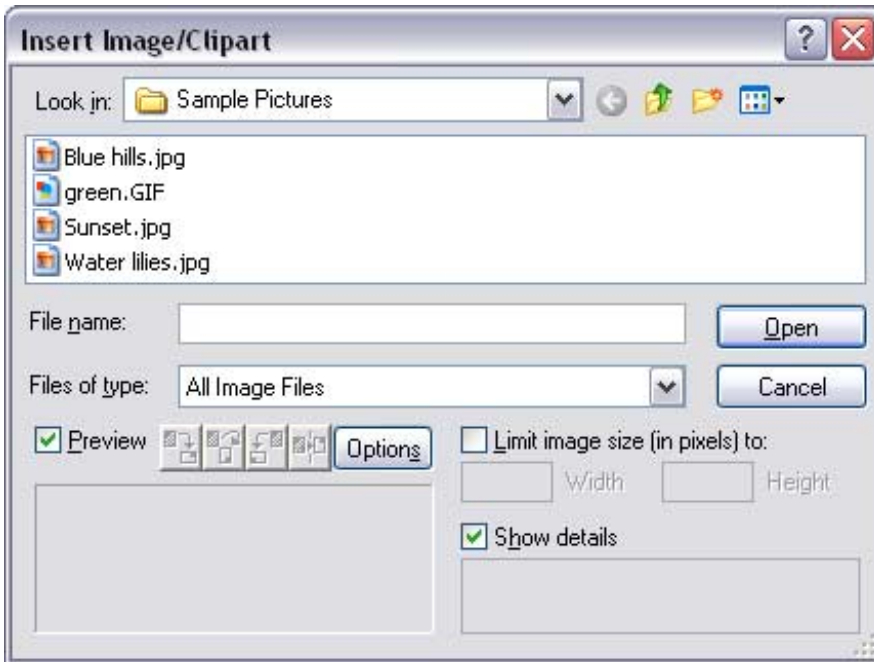 Insert Image/Clipart
Look in: Sample Pictures
Blue hills.jpg
green.GIF
Sunset.jpg
Water lilies.jpg
File name: Open
Files of type: All Image Files Cancel
Preview Options Limit image size (in pixels) to:
Width Height
Show details